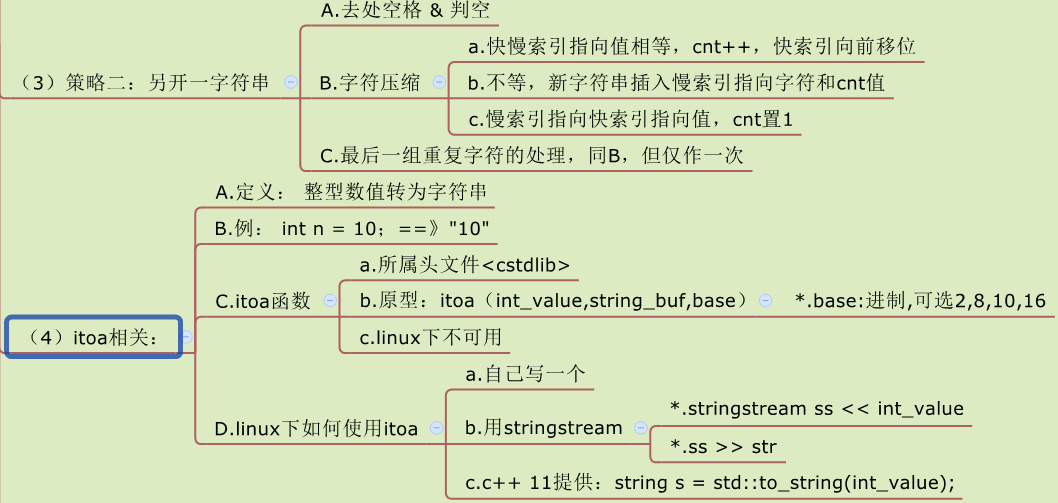 A.去处空格 & 判空
（3）策略二：另开一字符串
B.字符压缩
a.快慢索引指向值相等，cnt++，快索引向前移位
b.不等，新字符串插入慢索引指向字符和cnt值
c.慢索引指向快索引指向值，cnt置1
C.最后一组重复字符的处理，同B，但仅作一次
（4）itoa相关：
A.定义： 整型数值转为字符串
B.例： int n = 10；==》"10"
C.itoa函数
a.所属头文件<cstdlib>
b.原型：itoa（int_value,string_buf,base）
*.base:进制,可选2,8,10,16
c.linux下不可用
D.linux下如何使用itoa
a.自己写一个
b.用stringstream
*.stringstream ss << int_value
*.ss >> str
c.c++ 11提供：string s = std::to_string(int_value);